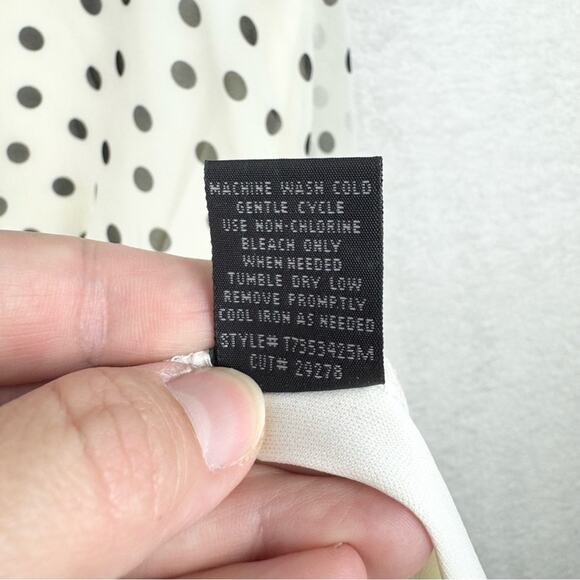 MACHINE WASH COLD
GENTLE CYCLE
USE NON-CHLORINE
BLEACH ONLY
WHEN NEEDED
TUMBLE DRY LOW
REMOVE PROMPTLY
COOL IRON AS NEEDED
STYLE# T7353425M
CUT# 29278